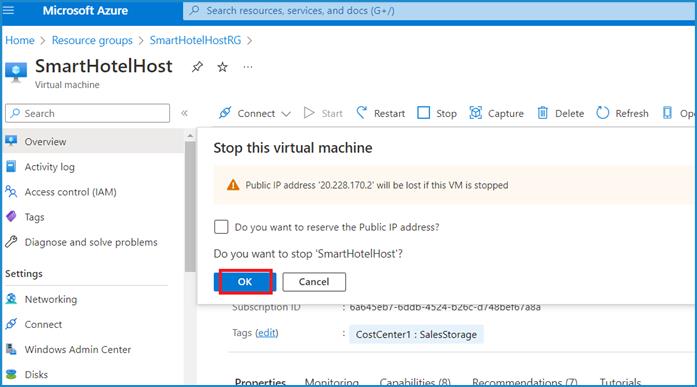 Microsoft Azure
Search resources, services, and docs (G+/)
Home > Resource groups > SmartHotelHostRG >
SmartHotelHost
Virtual machine
Search
Connect Start Restart Stop Capture Delete Refresh Ope
Overview
Activity log
Access control (IAM)
Tags
Diagnose and solve problems
Settings
Networking
Connect
Windows Admin Center
Disks
Stop this virtual machine
Public IP address '20.228.170.2' will be lost if this VM is stopped
Do you want to reserve the Public IP address?
Do you want to stop 'SmartHotelHost'?
OK Cancel
Subscription ID : 6a645eb7-6ddb-4524-b26c-d748bef67a8a
Tags (edit) : CostCenter1 : SalesStorage
Properties Monitoring Capabilities (8) Recommendations (7) Tutorials